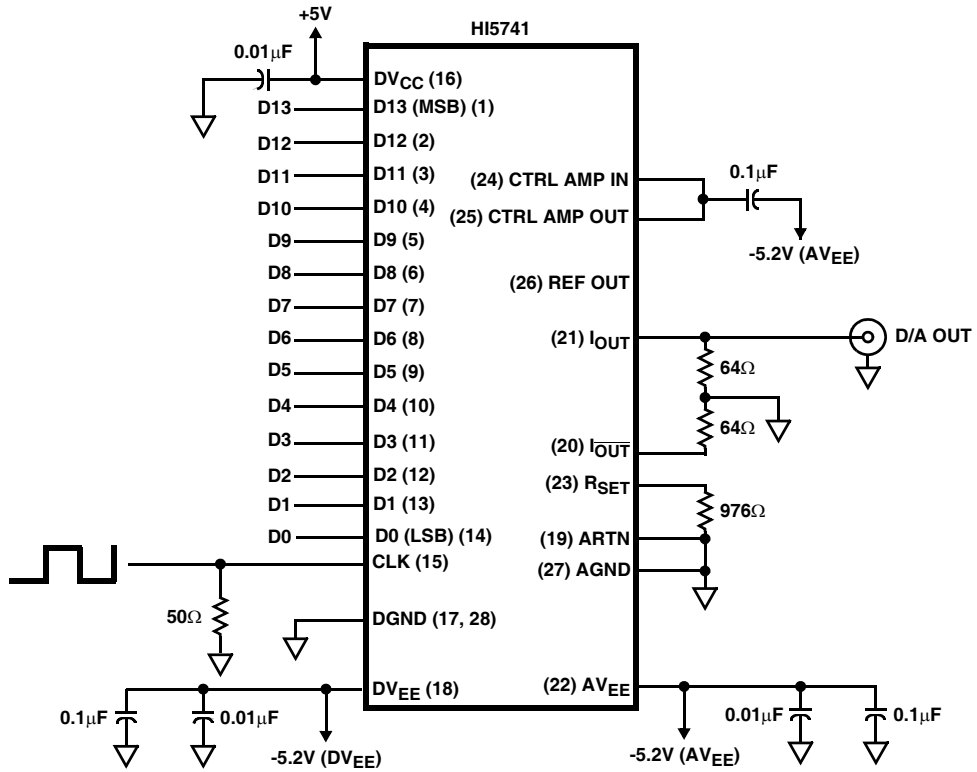 +5V
HI5741
0.01μF
DVCC (16)
D13 D13 (MSB) (1)
D12 D12 (2)
D11 D11 (3)
D10 D10 (4)
D9 D9 (5)
D8 D8 (6)
D7 D7 (7)
D6 D6 (8)
D5 D5 (9)
D4 D4 (10)
D3 D3 (11)
D2 D2 (12)
D1 D1 (13)
D0 D0 (LSB) (14)
CLK (15)
50Ω
DGND (17, 28)
DVEE (18)
0.1μF
0.01μF
-5.2V (DVEE)
(24) CTRL AMP IN
0.1μF
(25) CTRL AMP OUT
-5.2V (AVEE)
(26) REF OUT
(21) IOUT
D/A OUT
64Ω
64Ω
(20) I̅O̅U̅T̅
(23) RSET
976Ω
(19) ARTN
(27) AGND
(22) AVEE
0.01μF
0.1μF
-5.2V (AVEE)